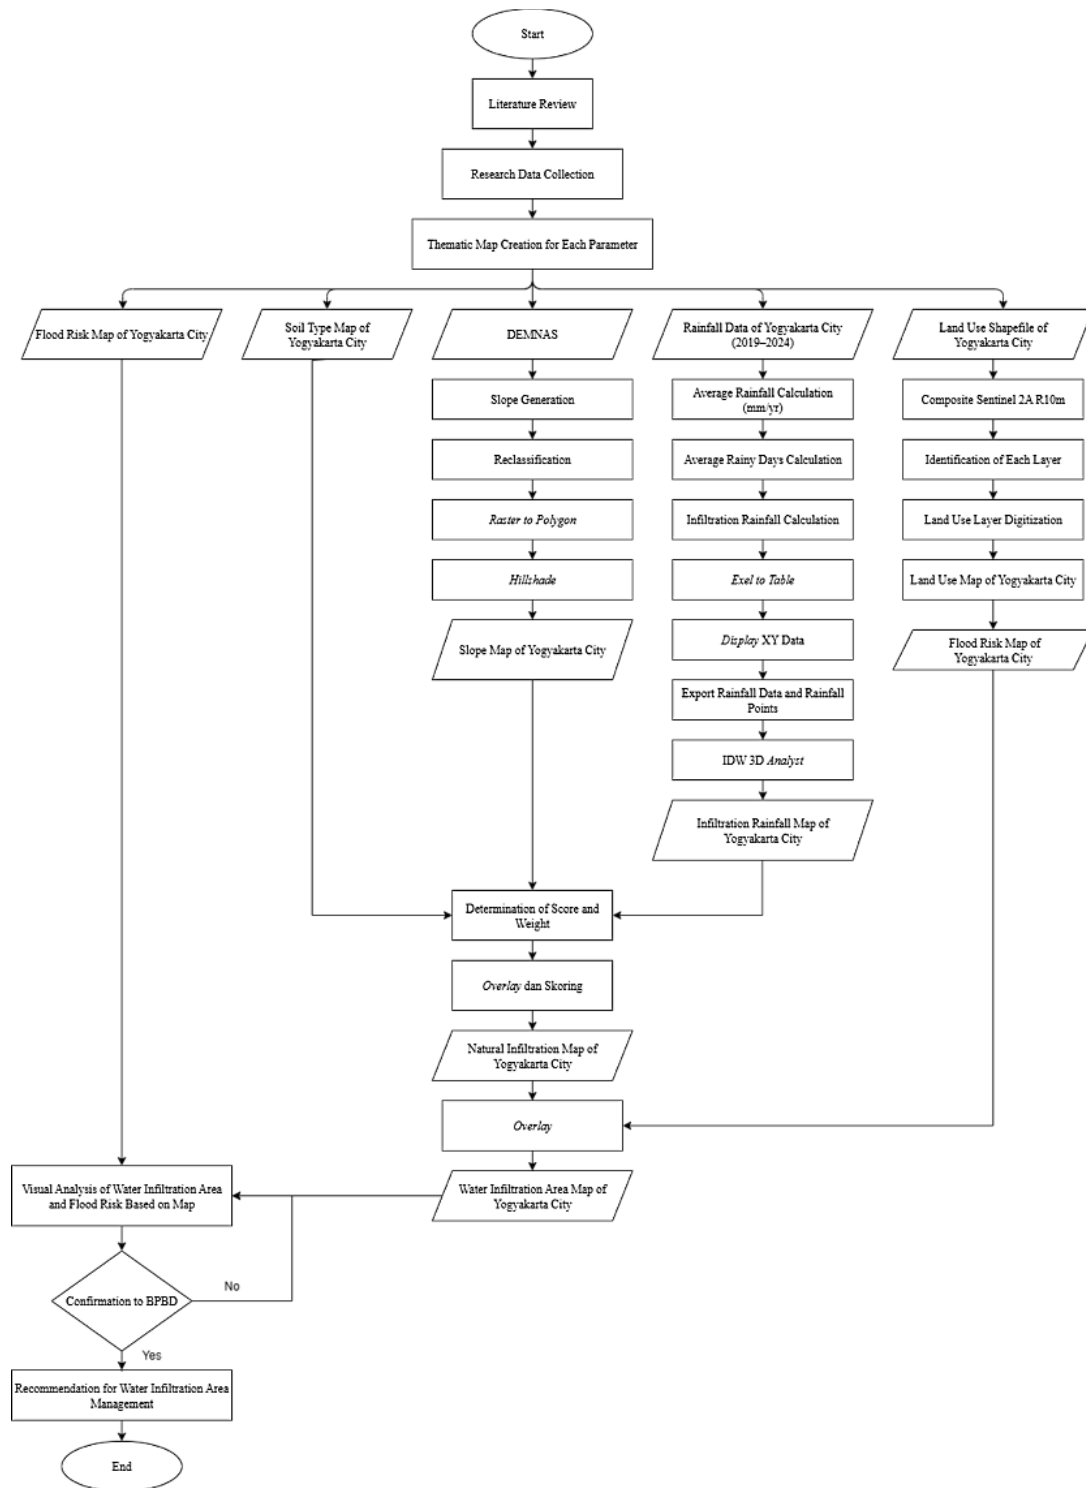 Start
Literature Review
Research Data Collection
Thematic Map Creation for Each Parameter
Flood Risk Map of Yogyakarta City
Soil Type Map of
Yogyakarta City
DEMNAS
Rainfall Data of Yogyakarta City
(2019–2024)
Land Use Shapefile of
Yogyakarta City
Slope Generation
Average Rainfall Calculation
(mm/yr)
Composite Sentinel 2A R10m
Reclassification
Average Rainy Days Calculation
Identification of Each Layer
Raster to Polygon
Infiltration Rainfall Calculation
Land Use Layer Digitization
Hillshade
Exel to Table
Land Use Map of Yogyakarta City
Slope Map of Yogyakarta City
Display XY Data
Flood Risk Map of
Yogyakarta City
Export Rainfall Data and Rainfall
Points
IDW 3D Analyst
Infiltration Rainfall Map of
Yogyakarta City
Determination of Score and
Weight
Overlay dan Skoring
Natural Infiltration Map of
Yogyakarta City
Overlay
Visual Analysis of Water Infiltration Area
and Flood Risk Based on Map
Water Infiltration Area Map of
Yogyakarta City
No
Confirmation to BPBD
Yes
Recommendation for Water Infiltration Area
Management
End